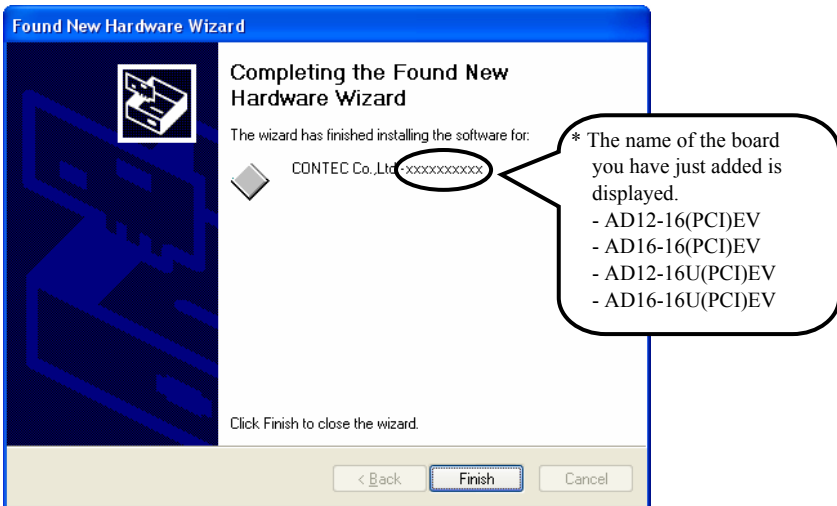 Found New Hardware Wizard
Completing the Found New
Hardware Wizard
The wizard has finished installing the software for:
CONTEC Co.,Ltd.-xxxxxxxxxx
* The name of the board
you have just added is
displayed.
- AD12-16(PCI)EV
- AD16-16(PCI)EV
- AD12-16U(PCI)EV
- AD16-16U(PCI)EV
Click Finish to close the wizard.
< Back
Finish
Cancel